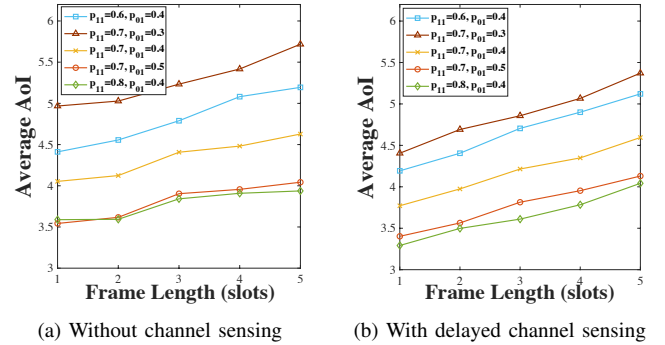 6
5.5
5
4.5
4
3.5
3
1
2
3
4
5
Average AoI
Frame Length (slots)
p11=0.6, p01=0.4
p11=0.7, p01=0.3
p11=0.7, p01=0.4
p11=0.7, p01=0.5
p11=0.8, p01=0.4
(a) Without channel sensing
6
5.5
5
4.5
4
3.5
3
1
2
3
4
5
Average AoI
Frame Length (slots)
p11=0.6, p01=0.4
p11=0.7, p01=0.3
p11=0.7, p01=0.4
p11=0.7, p01=0.5
p11=0.8, p01=0.4
(b) With delayed channel sensing